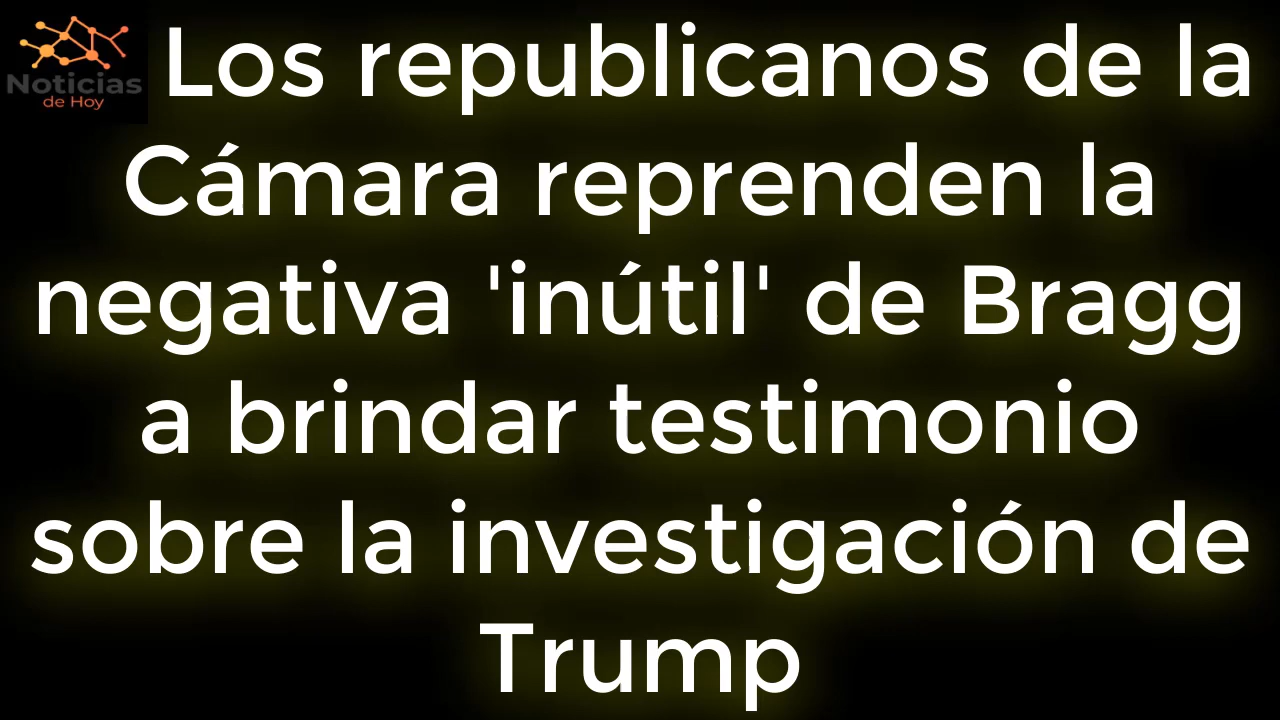 Noticias
de Hoy
Los republicanos de la
Cámara reprenden la
negativa 'inútil' de Bragg
a brindar testimonio
sobre la investigación de
Trump